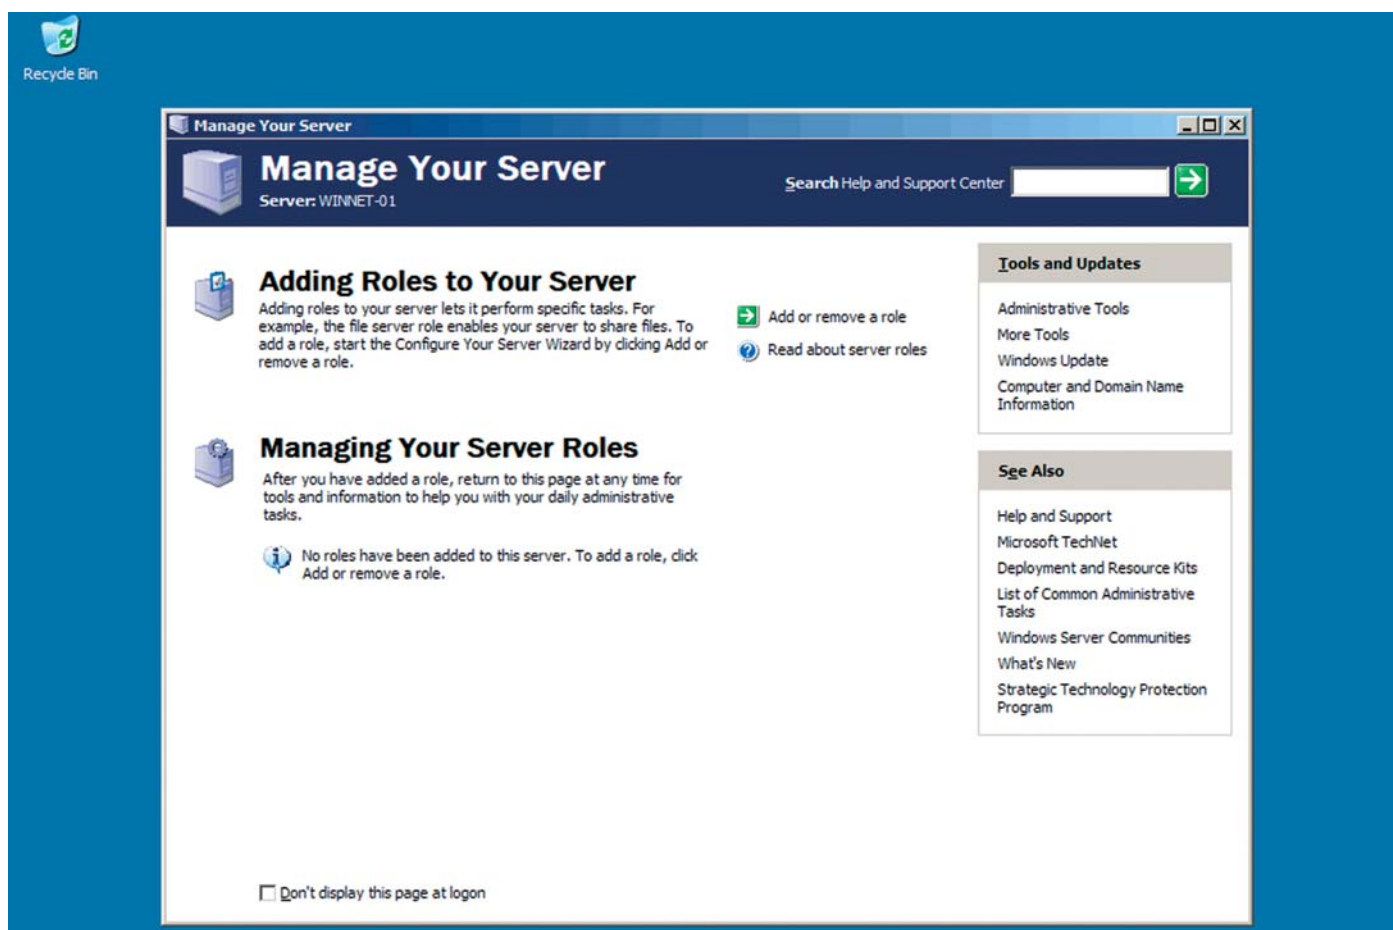 Recycle Bin
Manage Your Server
Manage Your Server
Server: WINNET-01
Search Help and Support Center
Adding Roles to Your Server
Adding roles to your server lets it perform specific tasks. For
example, the file server role enables your server to share files. To
add a role, start the Configure Your Server Wizard by clicking Add or
remove a role.
Add or remove a role
Read about server roles
Managing Your Server Roles
After you have added a role, return to this page at any time for
tools and information to help you with your daily administrative
tasks.
No roles have been added to this server. To add a role, click
Add or remove a role.
Tools and Updates
Administrative Tools
More Tools
Windows Update
Computer and Domain Name
Information
See Also
Help and Support
Microsoft TechNet
Deployment and Resource Kits
List of Common Administrative
Tasks
Windows Server Communities
What's New
Strategic Technology Protection
Program
Don't display this page at logon